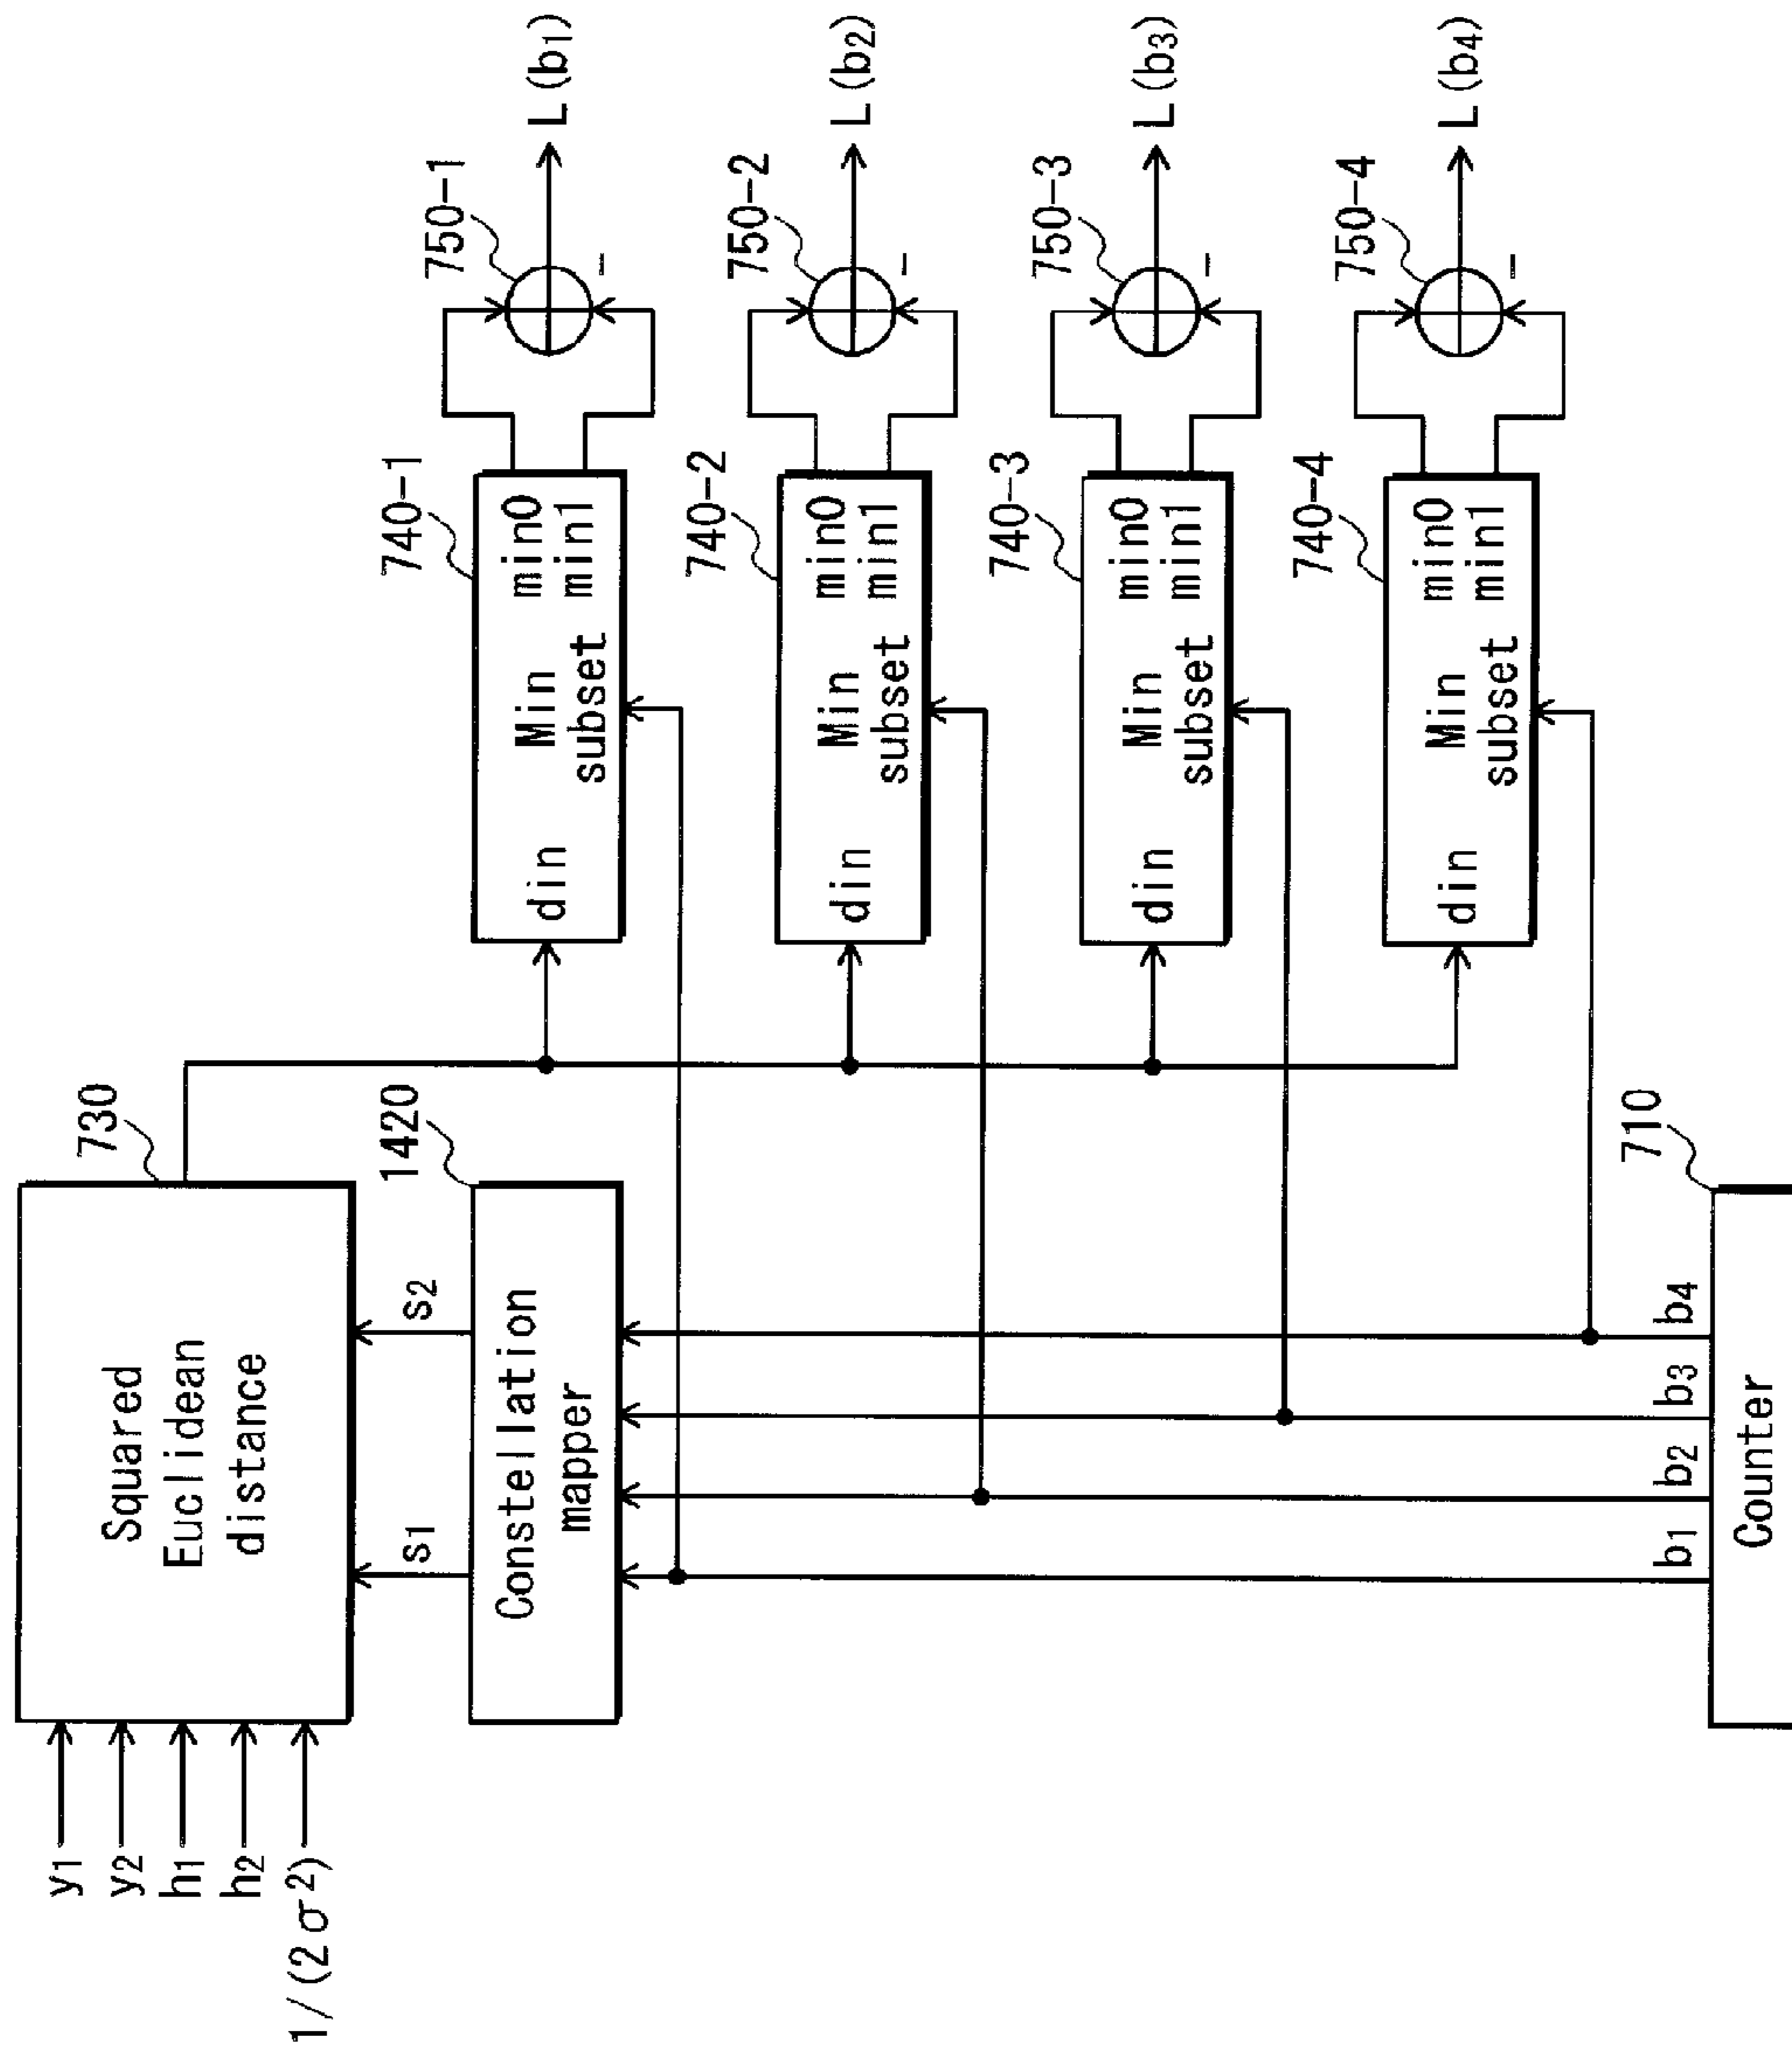 y1
y2
h1
h2
1/(2σ²)
Squared
Euclidean
distance
730
s1
s2
Constellation
mapper
1420
b1
b2
b3
b4
Counter
710
din
Min
subset
min0
min1
740-1
750-1
−
L(b1)
din
Min
subset
min0
min1
740-2
750-2
−
L(b2)
din
Min
subset
min0
min1
740-3
750-3
−
L(b3)
din
Min
subset
min0
min1
740-4
750-4
−
L(b4)